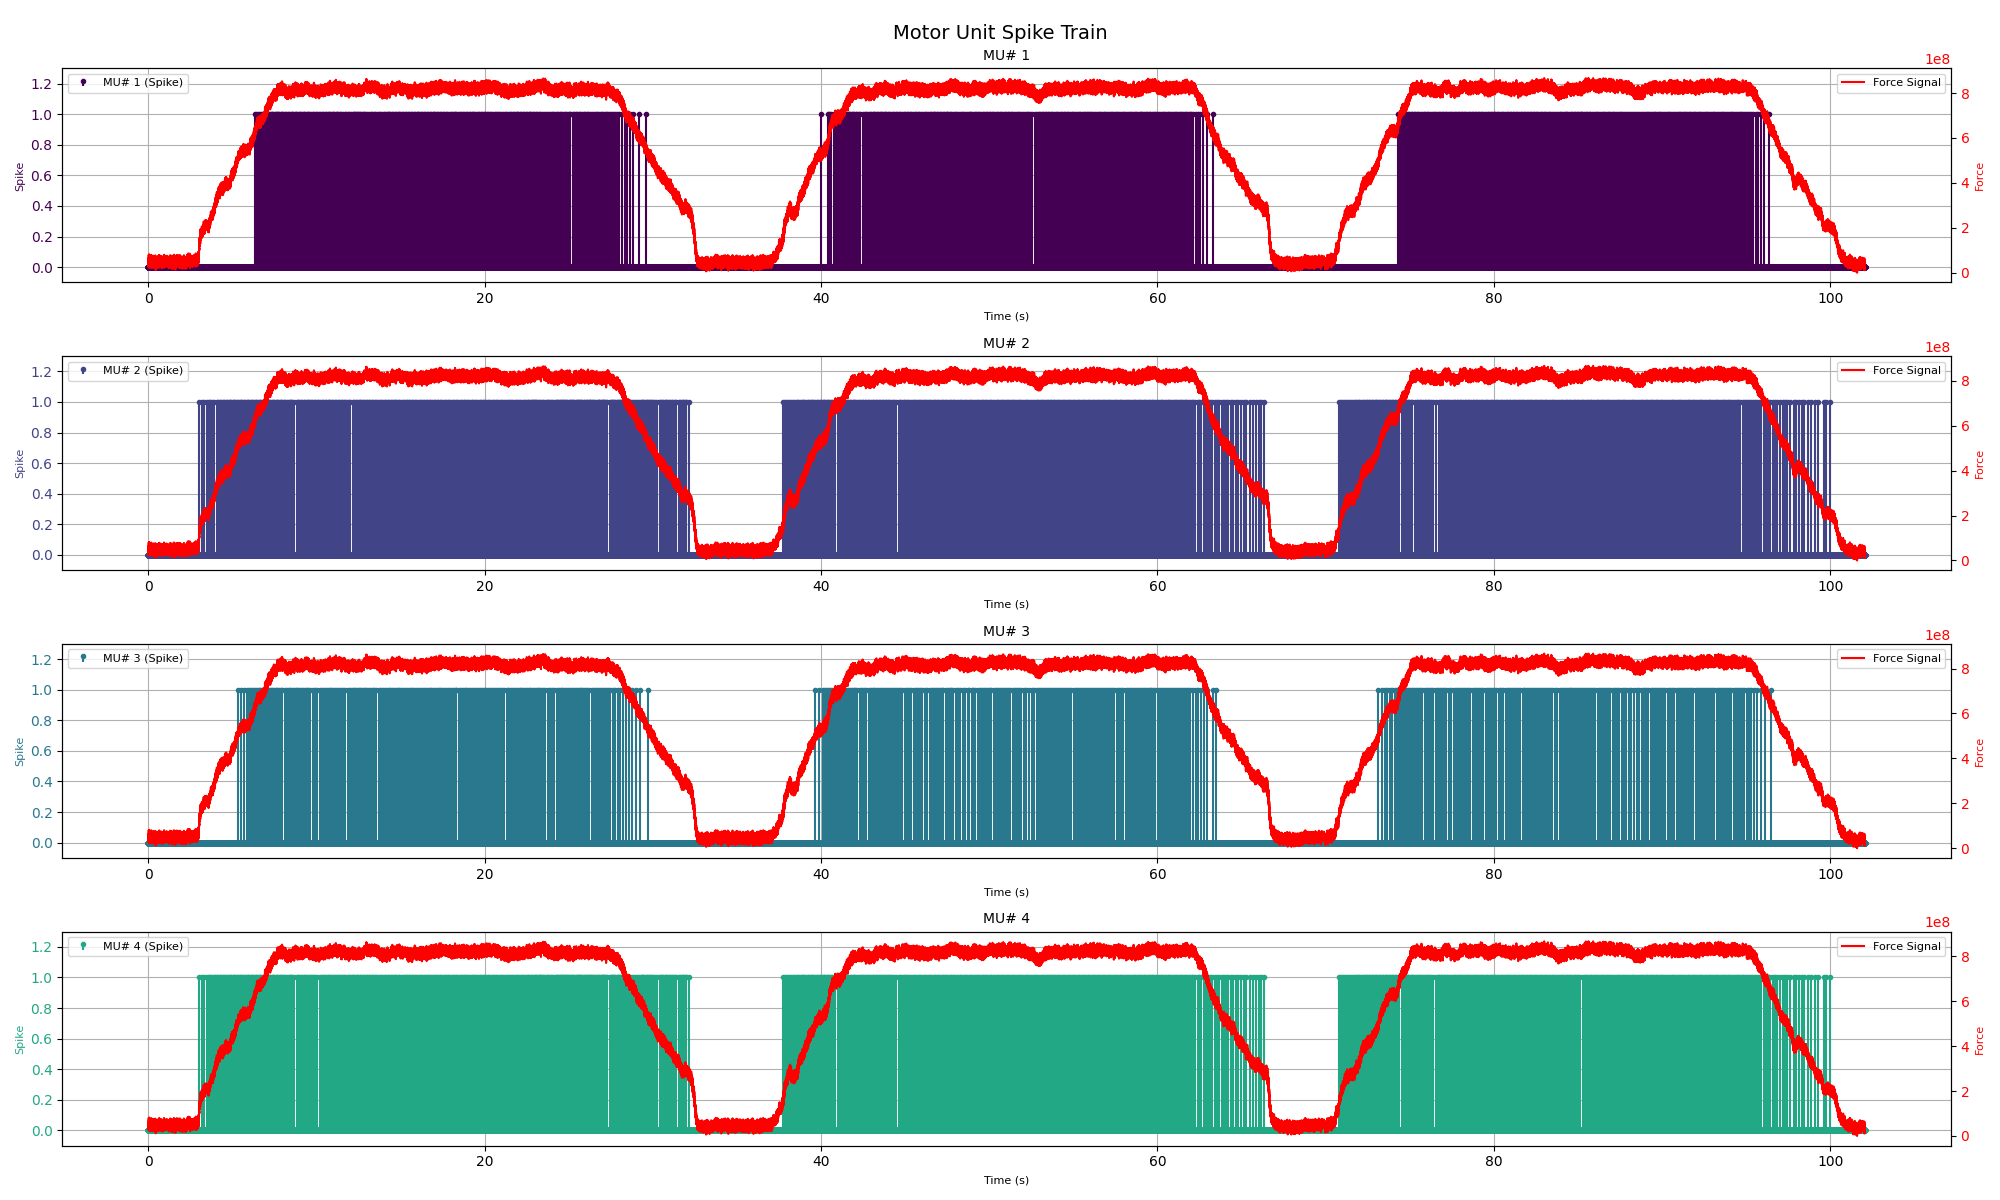 Motor Unit Spike Train
MU# 1
1e8
MU# 1 (Spike)
Force Signal
1.2
1.0
0.8
0.6
0.4
0.2
0.0
Spike
8
6
4
2
0
Force
0 20 40 60 80 100
Time (s)
MU# 2
1e8
MU# 2 (Spike)
Force Signal
1.2
1.0
0.8
0.6
0.4
0.2
0.0
Spike
8
6
4
2
0
Force
0 20 40 60 80 100
Time (s)
MU# 3
1e8
MU# 3 (Spike)
Force Signal
1.2
1.0
0.8
0.6
0.4
0.2
0.0
Spike
8
6
4
2
0
Force
0 20 40 60 80 100
Time (s)
MU# 4
1e8
MU# 4 (Spike)
Force Signal
1.2
1.0
0.8
0.6
0.4
0.2
0.0
Spike
8
6
4
2
0
Force
0 20 40 60 80 100
Time (s)